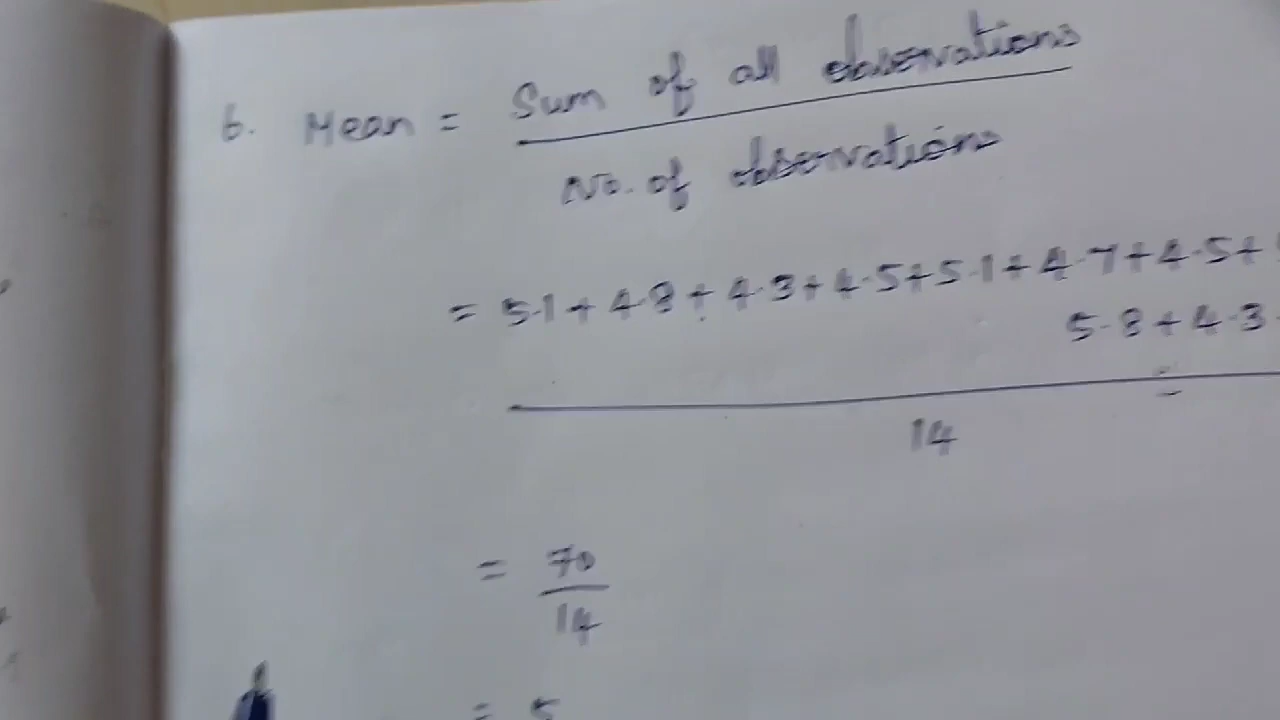 6. Mean = Sum of all observations
No. of observations
= 5.1 + 4.8 + 4.3 + 4.5 + 5.1 + 4.7 + 4.5 +
5.8 + 4.3
14
= 70
14
= 5